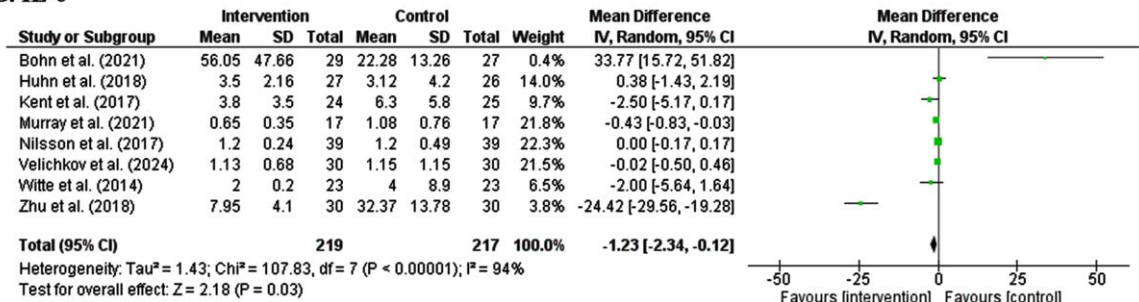 Intervention Control Mean Difference Mean Difference
Study or Subgroup Mean SD Total Mean SD Total Weight IV, Random, 95% CI IV, Random, 95% CI
Bohn et al. (2021) 56.05 47.66 29 22.28 13.26 27 0.4% 33.77 [15.72, 51.82]
Huhn et al. (2018) 3.5 2.16 27 3.12 4.2 26 14.0% 0.38 [-1.43, 2.19]
Kent et al. (2017) 3.8 3.5 24 6.3 5.8 25 9.7% -2.50 [-5.17, 0.17]
Murray et al. (2021) 0.65 0.35 17 1.08 0.76 17 21.8% -0.43 [-0.83, -0.03]
Nilsson et al. (2017) 1.2 0.24 39 1.2 0.49 39 22.3% 0.00 [-0.17, 0.17]
Velichkov et al. (2024) 1.13 0.68 30 1.15 1.15 30 21.5% -0.02 [-0.50, 0.46]
Witte et al. (2014) 2 0.2 23 4 8.9 23 6.5% -2.00 [-5.64, 1.64]
Zhu et al. (2018) 7.95 4.1 30 32.37 13.78 30 3.8% -24.42 [-29.56, -19.28]
Total (95% CI) 219 217 100.0% -1.23 [-2.34, -0.12]
Heterogeneity: Tau² = 1.43; Chi² = 107.83, df = 7 (P < 0.00001); I² = 94%
Test for overall effect: Z = 2.18 (P = 0.03)
-50 -25 0 25 50
Favours [intervention] Favours [control]